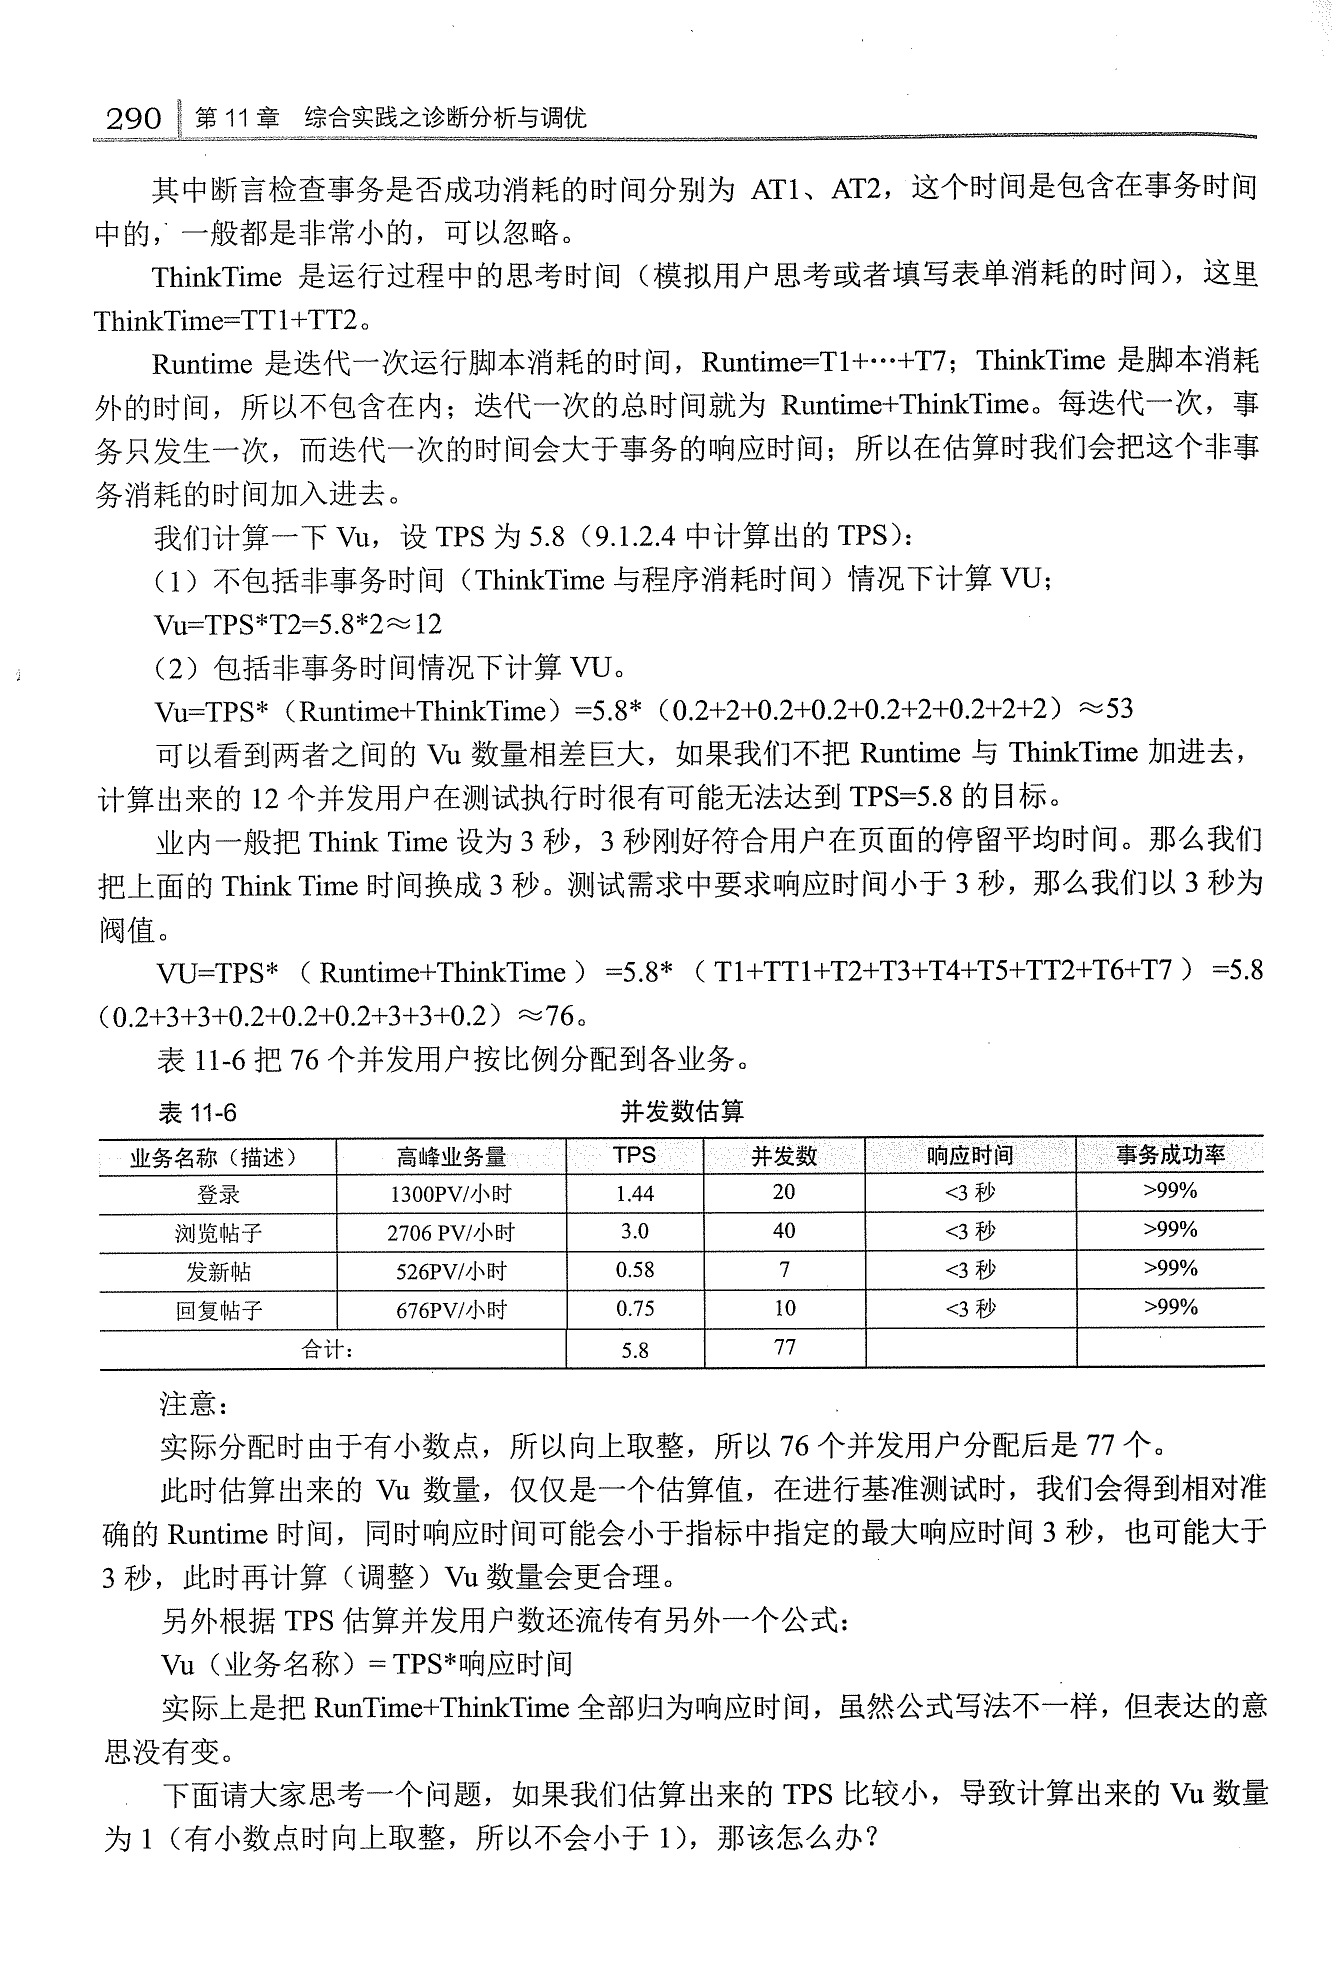 290 第 11 章 综合实践之诊断分析与调优
其中断言检查事务是否成功消耗的时间分别为 AT1、AT2，这个时间是包含在事务时间
中的，一般都是非常小的，可以忽略。
ThinkTime 是运行过程中的思考时间（模拟用户思考或者填写表单消耗的时间），这里
ThinkTime=TT1+TT2。
Runtime 是迭代一次运行脚本消耗的时间，Runtime=T1+…+T7；ThinkTime 是脚本消耗
外的时间，所以不包含在内；迭代一次的总时间就为 Runtime+ThinkTime。每迭代一次，事
务只发生一次，而迭代一次的时间会大于事务的响应时间；所以在估算时我们会把这个非事
务消耗的时间加入进去。
我们计算一下 Vu，设 TPS 为 5.8（9.1.2.4 中计算出的 TPS）：
（1）不包括非事务时间（ThinkTime 与程序消耗时间）情况下计算 VU；
Vu=TPS*T2=5.8*2≈12
（2）包括非事务时间情况下计算 VU。
Vu=TPS*（Runtime+ThinkTime）=5.8*（0.2+2+0.2+0.2+0.2+2+0.2+2+2）≈53
可以看到两者之间的 Vu 数量相差巨大，如果我们不把 Runtime 与 ThinkTime 加进去，
计算出来的 12 个并发用户在测试执行时很有可能无法达到 TPS=5.8 的目标。
业内一般把 Think Time 设为 3 秒，3 秒刚好符合用户在页面的停留平均时间。那么我们
把上面的 Think Time 时间换成 3 秒。测试需求中要求响应时间小于 3 秒，那么我们以 3 秒为
阀值。
VU=TPS*（Runtime+ThinkTime）=5.8*（T1+TT1+T2+T3+T4+T5+TT2+T6+T7）=5.8
（0.2+3+3+0.2+0.2+0.2+3+3+0.2）≈76。
表 11-6 把 76 个并发用户按比例分配到各业务。
表 11-6 并发数估算
业务名称（描述） 高峰业务量 TPS 并发数 响应时间 事务成功率
登录 1300PV/小时 1.44 20 <3 秒 >99%
浏览帖子 2706 PV/小时 3.0 40 <3 秒 >99%
发新帖 526PV/小时 0.58 7 <3 秒 >99%
回复帖子 676PV/小时 0.75 10 <3 秒 >99%
合计： 5.8 77
注意：
实际分配时由于有小数点，所以向上取整，所以 76 个并发用户分配后是 77 个。
此时估算出来的 Vu 数量，仅仅是一个估算值，在进行基准测试时，我们会得到相对准
确的 Runtime 时间，同时响应时间可能会小于指标中指定的最大响应时间 3 秒，也可能大于
3 秒，此时再计算（调整）Vu 数量会更合理。
另外根据 TPS 估算并发用户数还流传有另外一个公式：
Vu（业务名称）= TPS*响应时间
实际上是把 RunTime+ThinkTime 全部归为响应时间，虽然公式写法不一样，但表达的意
思没有变。
下面请大家思考一个问题，如果我们估算出来的 TPS 比较小，导致计算出来的 Vu 数量
为 1（有小数点时向上取整，所以不会小于 1），那该怎么办？